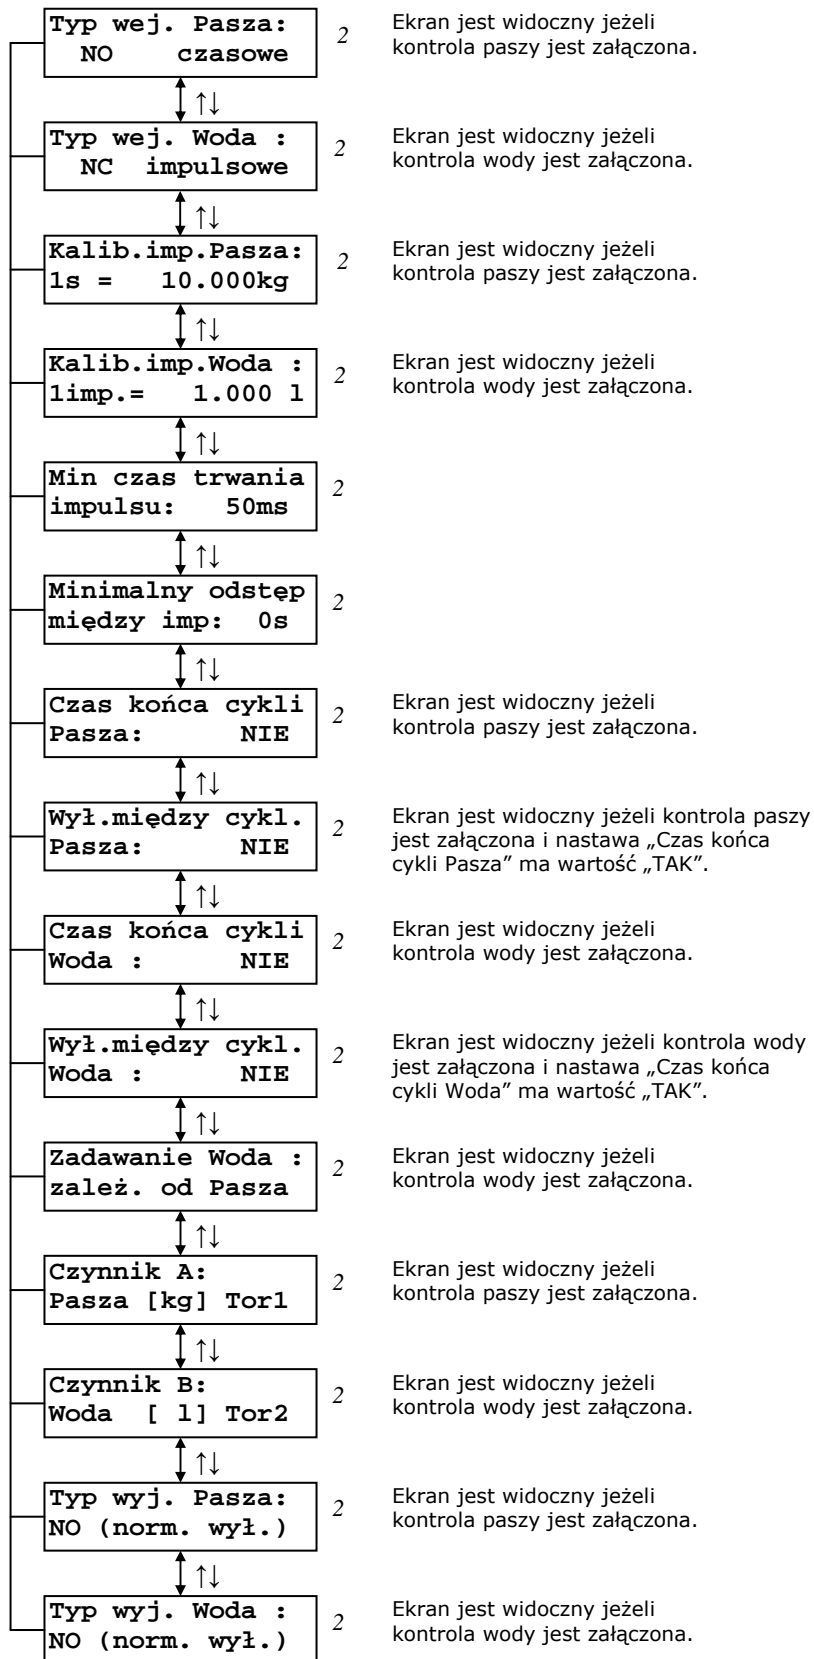 Typ wej. Pasza:
NO czasowe
2
Ekran jest widoczny jeżeli
kontrola paszy jest załączona.
↑↓
Typ wej. Woda :
NC impulsowe
2
Ekran jest widoczny jeżeli
kontrola wody jest załączona.
↑↓
Kalib.imp.Pasza:
1s = 10.000kg
2
Ekran jest widoczny jeżeli
kontrola paszy jest załączona.
↑↓
Kalib.imp.Woda :
1imp.= 1.000 l
2
Ekran jest widoczny jeżeli
kontrola wody jest załączona.
↑↓
Min czas trwania
impulsu: 50ms
2
↑↓
Minimalny odstęp
między imp: 0s
2
↑↓
Czas końca cykli
Pasza: NIE
2
Ekran jest widoczny jeżeli
kontrola paszy jest załączona.
↑↓
Wył.między cykl.
Pasza: NIE
2
Ekran jest widoczny jeżeli kontrola paszy
jest załączona i nastawa „Czas końca
cykli Pasza” ma wartość „TAK”.
↑↓
Czas końca cykli
Woda : NIE
2
Ekran jest widoczny jeżeli
kontrola wody jest załączona.
↑↓
Wył.między cykl.
Woda : NIE
2
Ekran jest widoczny jeżeli kontrola wody
jest załączona i nastawa „Czas końca
cykli Woda” ma wartość „TAK”.
↑↓
Zadawanie Woda :
zależ. od Pasza
2
Ekran jest widoczny jeżeli
kontrola wody jest załączona.
↑↓
Czynnik A:
Pasza [kg] Tor1
2
Ekran jest widoczny jeżeli
kontrola paszy jest załączona.
↑↓
Czynnik B:
Woda [ l] Tor2
2
Ekran jest widoczny jeżeli
kontrola wody jest załączona.
↑↓
Typ wyj. Pasza:
NO (norm. wył.)
2
Ekran jest widoczny jeżeli
kontrola paszy jest załączona.
↑↓
Typ wyj. Woda :
NO (norm. wył.)
2
Ekran jest widoczny jeżeli
kontrola wody jest załączona.